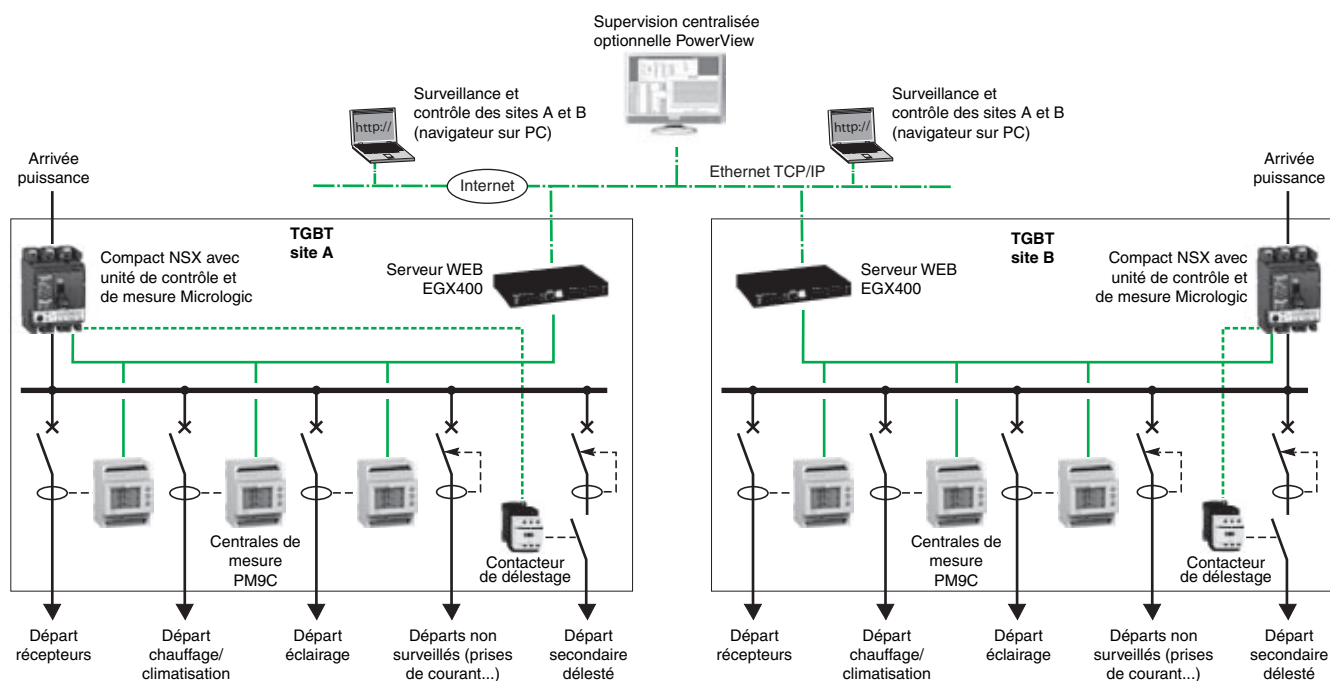 Supervision centralisée
optionnelle PowerView
Surveillance et
contrôle des sites A et B
(navigateur sur PC)
http://
Surveillance et
contrôle des sites A et B
(navigateur sur PC)
http://
Arrivée
puissance
Internet
Ethernet TCP/IP
Arrivée
puissance
TGBT
site A
Compact NSX avec
unité de contrôle et
de mesure Micrologic
Serveur WEB
EGX400
TGBT
site B
Serveur WEB
EGX400
Compact NSX avec
unité de contrôle et
de mesure Micrologic
Centrales de
mesure
PM9C
Contacteur
de délestage
Centrales de
mesure
PM9C
Contacteur
de délestage
Départ
récepteurs
Départ
chauffage/
climatisation
Départ
éclairage
Départs non
surveillés (prises
de courant...)
Départ
secondaire
délesté
Départ
récepteurs
Départ
chauffage/
climatisation
Départ
éclairage
Départs non
surveillés (prises
de courant...)
Départ
secondaire
délesté